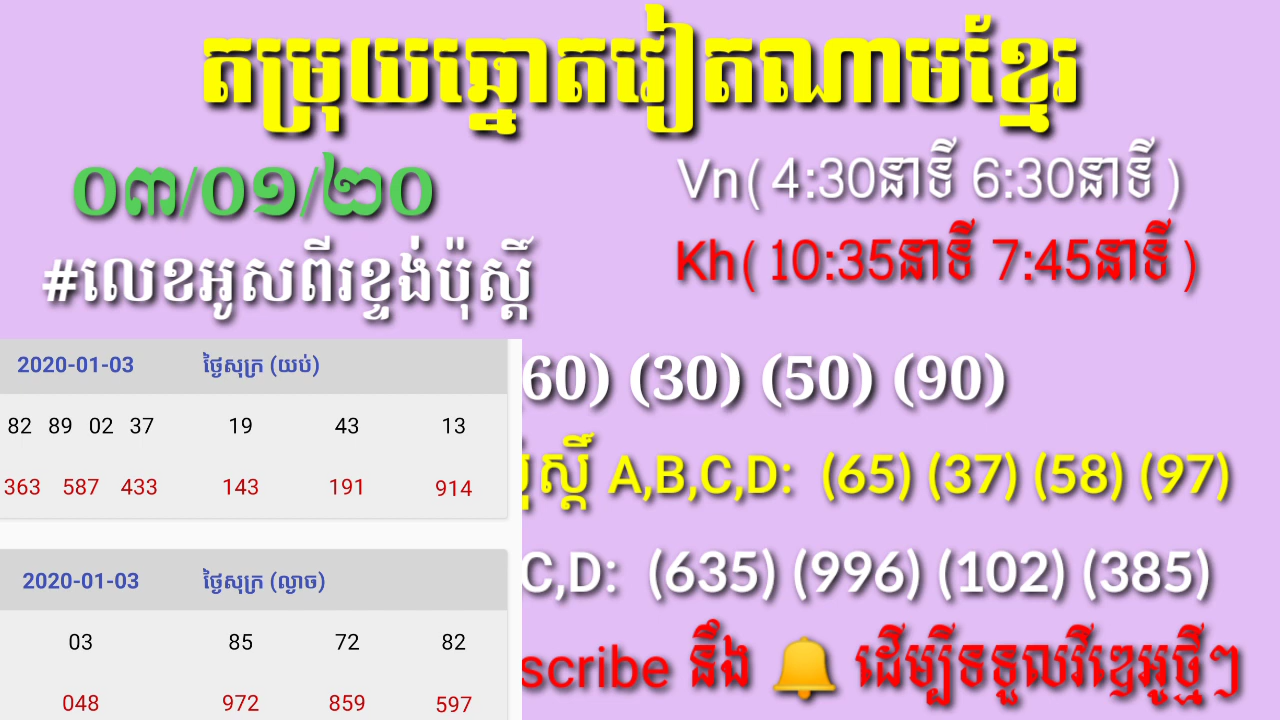 តម្រុយឆ្នោតវៀតណាមខ្មែរ
០៣/០១/២០
Vn( 4:30នាទី 6:30នាទី )
Kh( 10:35នាទី 7:45នាទី )
#លេខអូសពីរខ្ទង់ប៉ុស្តិ៍
60) (30) (50) (90)
ប៉ុស្តិ៍ A,B,C,D: (65) (37) (58) (97)
C,D: (635) (996) (102) (385)
scribe និង 🔔 ដើម្បីទទួលវីឌេអូថ្មីៗ
2020-01-03 ថ្ងៃសុក្រ (យប់)
82 89 02 37 19 43 13
363 587 433 143 191 914
2020-01-03 ថ្ងៃសុក្រ (ល្ងាច)
03 85 72 82
048 972 859 597